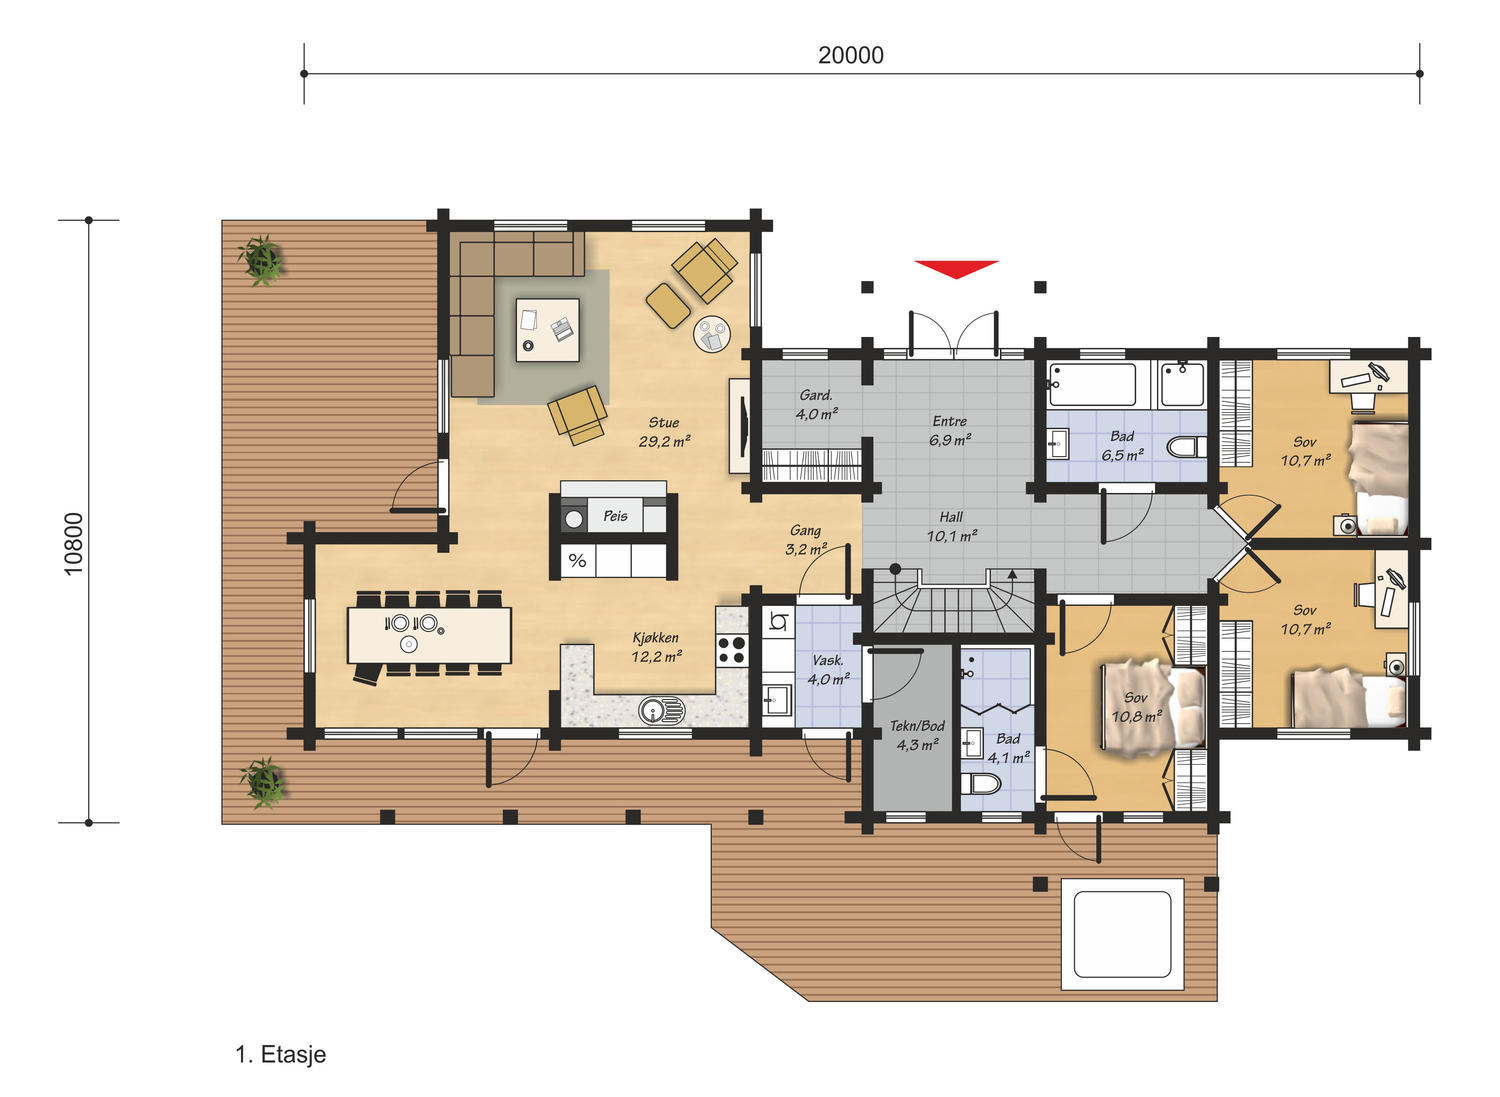 20000
10800
Stue
29,2 m²
Gard.
4,0 m²
Entre
6,9 m²
Bad
6,5 m²
Sov
10,7 m²
Peis
%
Gang
3,2 m²
Hall
10,1 m²
Kjøkken
12,2 m²
Vask.
4,0 m²
Sov
10,7 m²
Tekn/Bod
4,3 m²
Bad
4,1 m²
Sov
10,8 m²
1. Etasje